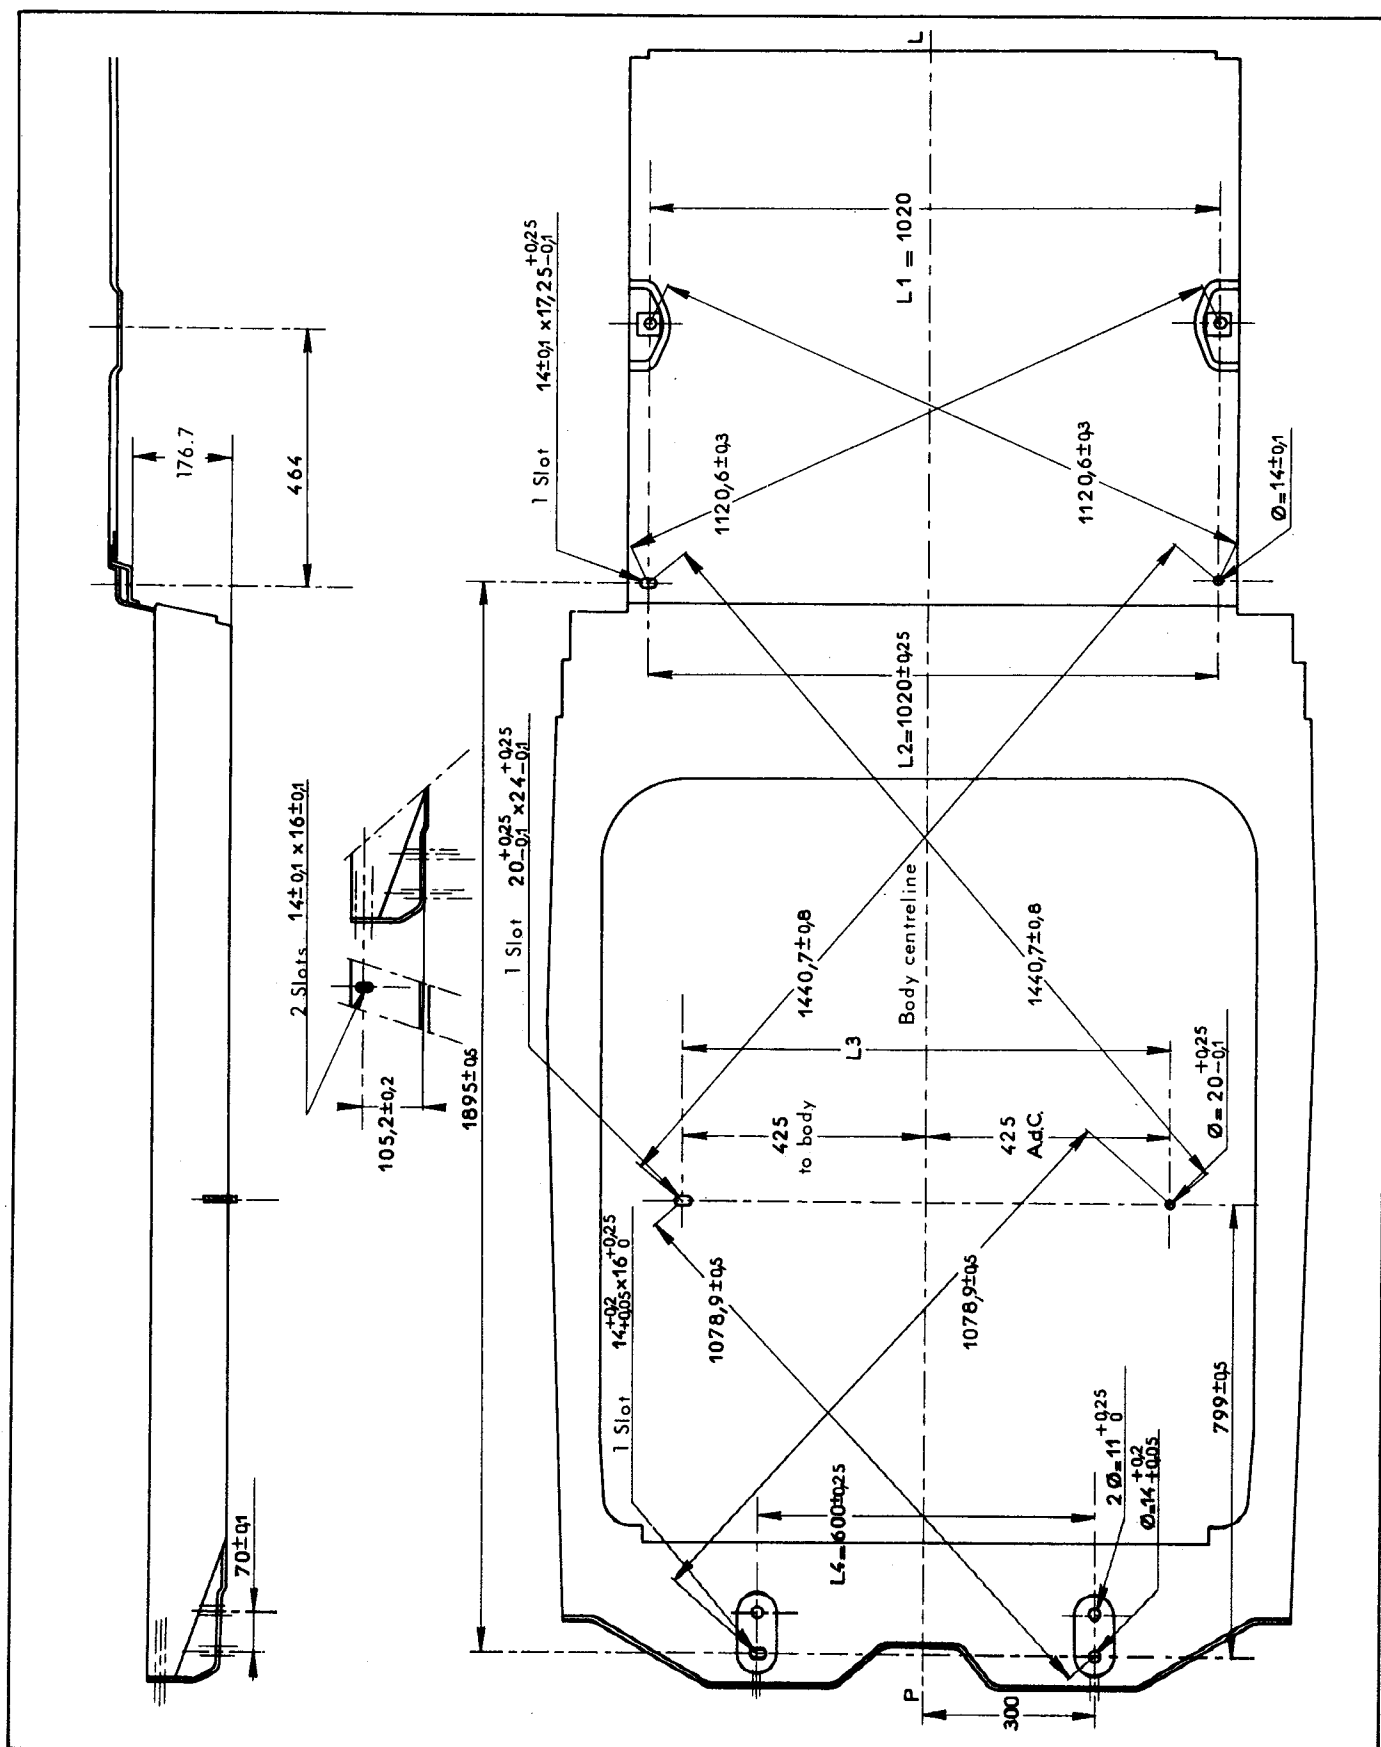 L
176.7
464
1 Slot 14±0,1 ×17,25 +0,25 −0,1
L1 = 1020
1120,6±0,3
1120,6±0,3
Ø=14±0,1
L2=1020±0,25
2 Slots 14±0,1 × 16±0,1
105,2±0,2
1895±0,5
1 Slot 20 +0,25 −0,1 ×24 +0,25 −0,1
1440,7±0,8
Body centreline
1440,7±0,8
L3
425
to body
425
A.d.C.
Ø=20 +0,25 −0,1
1 Slot 14 +0,2 +0,05 ×16 +0,25 0
1078,9±0,5
1078,9±0,5
799±0,5
70±0,1
L4=600±0,25
2 Ø=11 +0,25 0
Ø=14 +0,2 +0,05
P
300